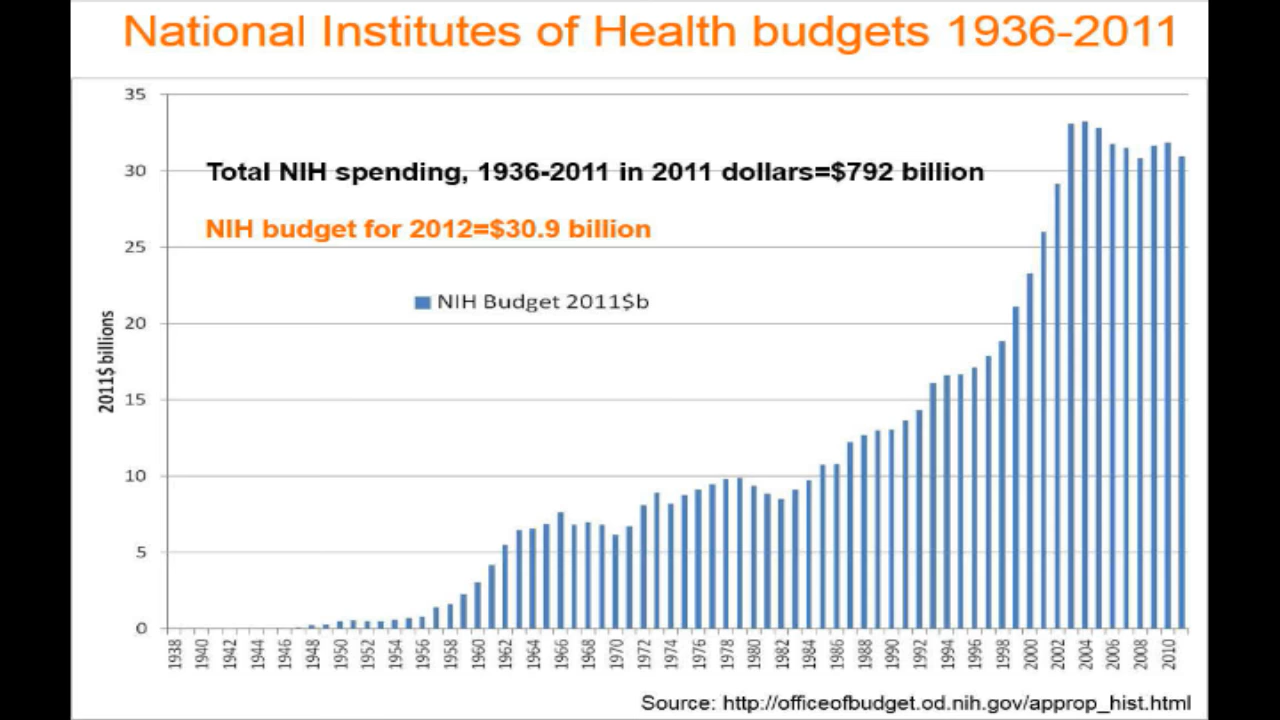 National Institutes of Health budgets 1936-2011
35
Total NIH spending, 1936-2011 in 2011 dollars=$792 billion
30
NIH budget for 2012=$30.9 billion
25
NIH Budget 2011$b
20
2011$ billions
15
10
5
0
1938 1940 1942 1944 1946 1948 1950 1952 1954 1956 1958 1960 1962 1964 1966 1968 1970 1972 1974 1976 1978 1980 1982 1984 1986 1988 1990 1992 1994 1996 1998 2000 2002 2004 2006 2008 2010
Source: http://officeofbudget.od.nih.gov/approp_hist.html